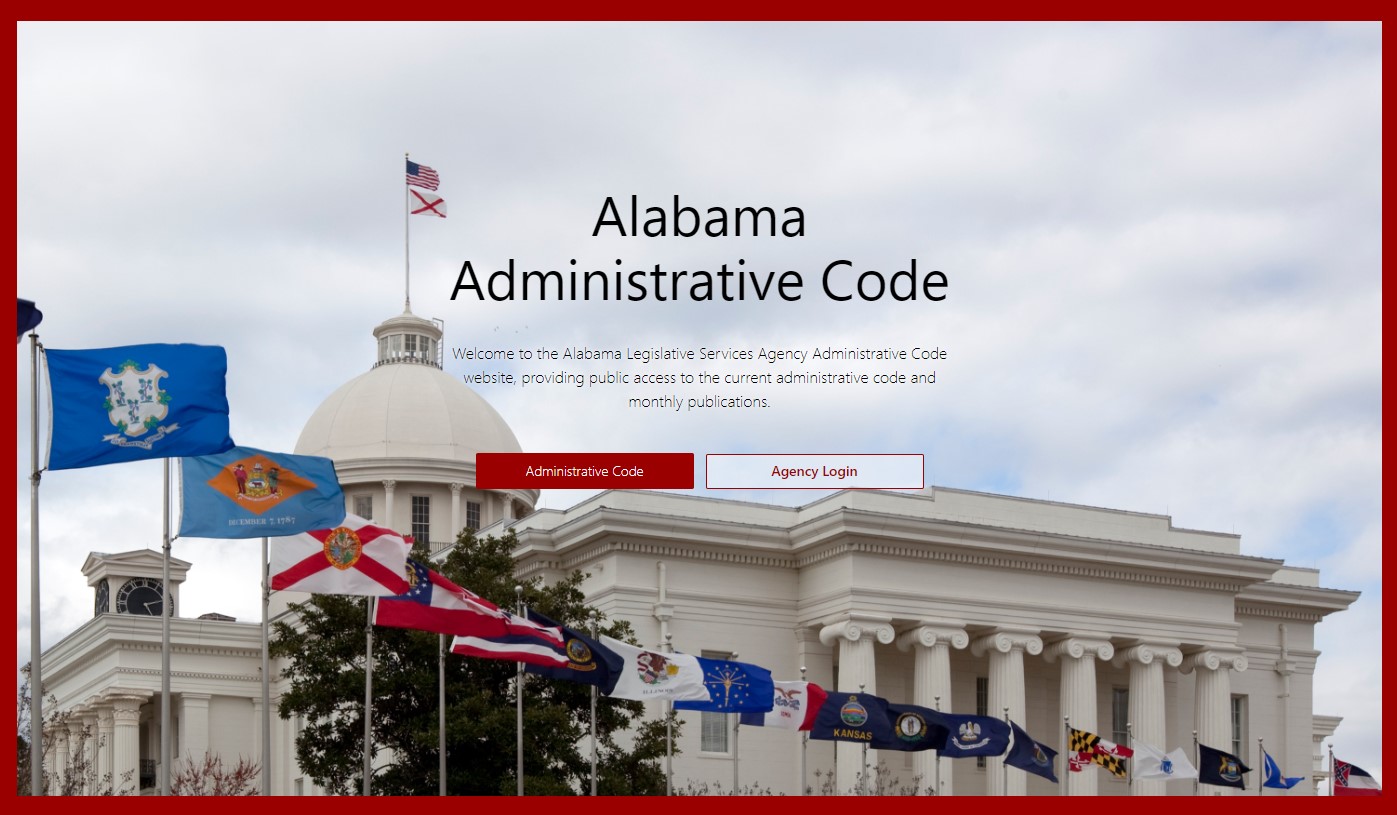 Alabama
Administrative Code
Welcome to the Alabama Legislative Services Agency Administrative Code
website, providing public access to the current administrative code and
monthly publications.
Administrative Code
Agency Login
DECEMBER 7, 1787
ILLINOIS
KANSAS